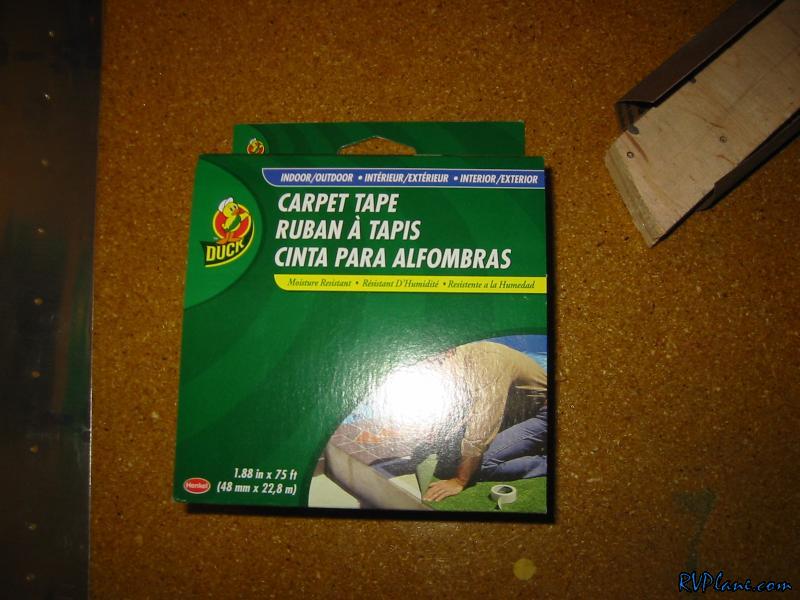 INDOOR/OUTDOOR • INTÉRIEUR/EXTÉRIEUR • INTERIOR/EXTERIOR
CARPET TAPE
RUBAN À TAPIS
CINTA PARA ALFOMBRAS
DUCK
Moisture Resistant • Résistant D'Humidité • Resistente a la Humedad
1.88 in x 75 ft
(48 mm x 22,8 m)
Henkel
RVPlane.com